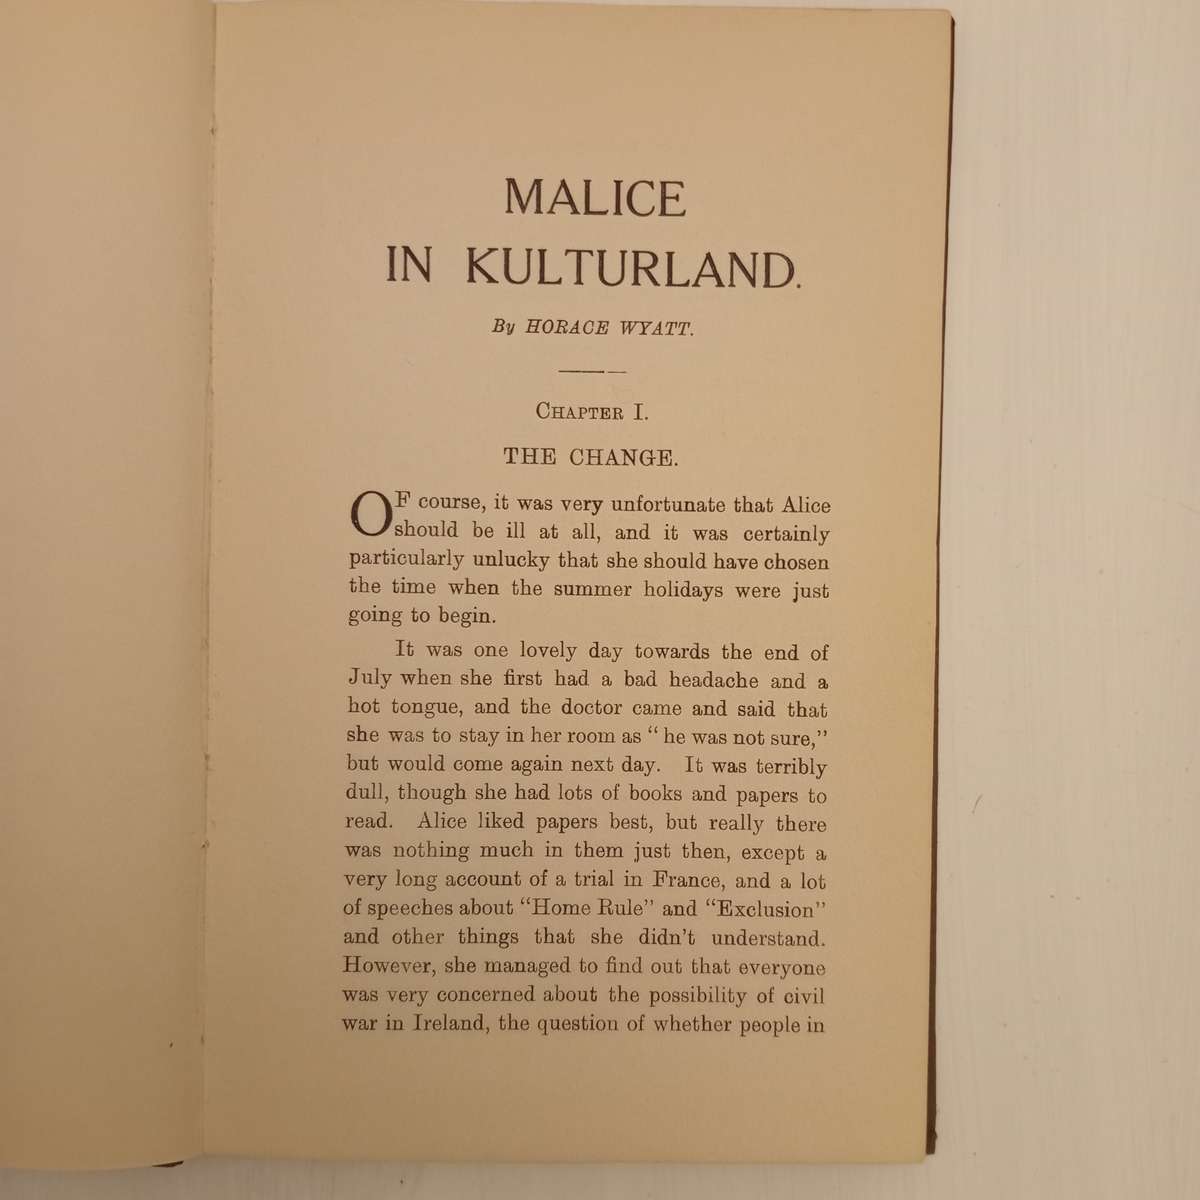 MALICE
IN KULTURLAND.
By HORACE WYATT.
CHAPTER I.
THE CHANGE.
OF course, it was very unfortunate that Alice
should be ill at all, and it was certainly
particularly unlucky that she should have chosen
the time when the summer holidays were just
going to begin.
It was one lovely day towards the end of
July when she first had a bad headache and a
hot tongue, and the doctor came and said that
she was to stay in her room as “ he was not sure,”
but would come again next day. It was terribly
dull, though she had lots of books and papers to
read. Alice liked papers best, but really there
was nothing much in them just then, except a
very long account of a trial in France, and a lot
of speeches about “Home Rule” and “Exclusion”
and other things that she didn’t understand.
However, she managed to find out that everyone
was very concerned about the possibility of civil
war in Ireland, the question of whether people in